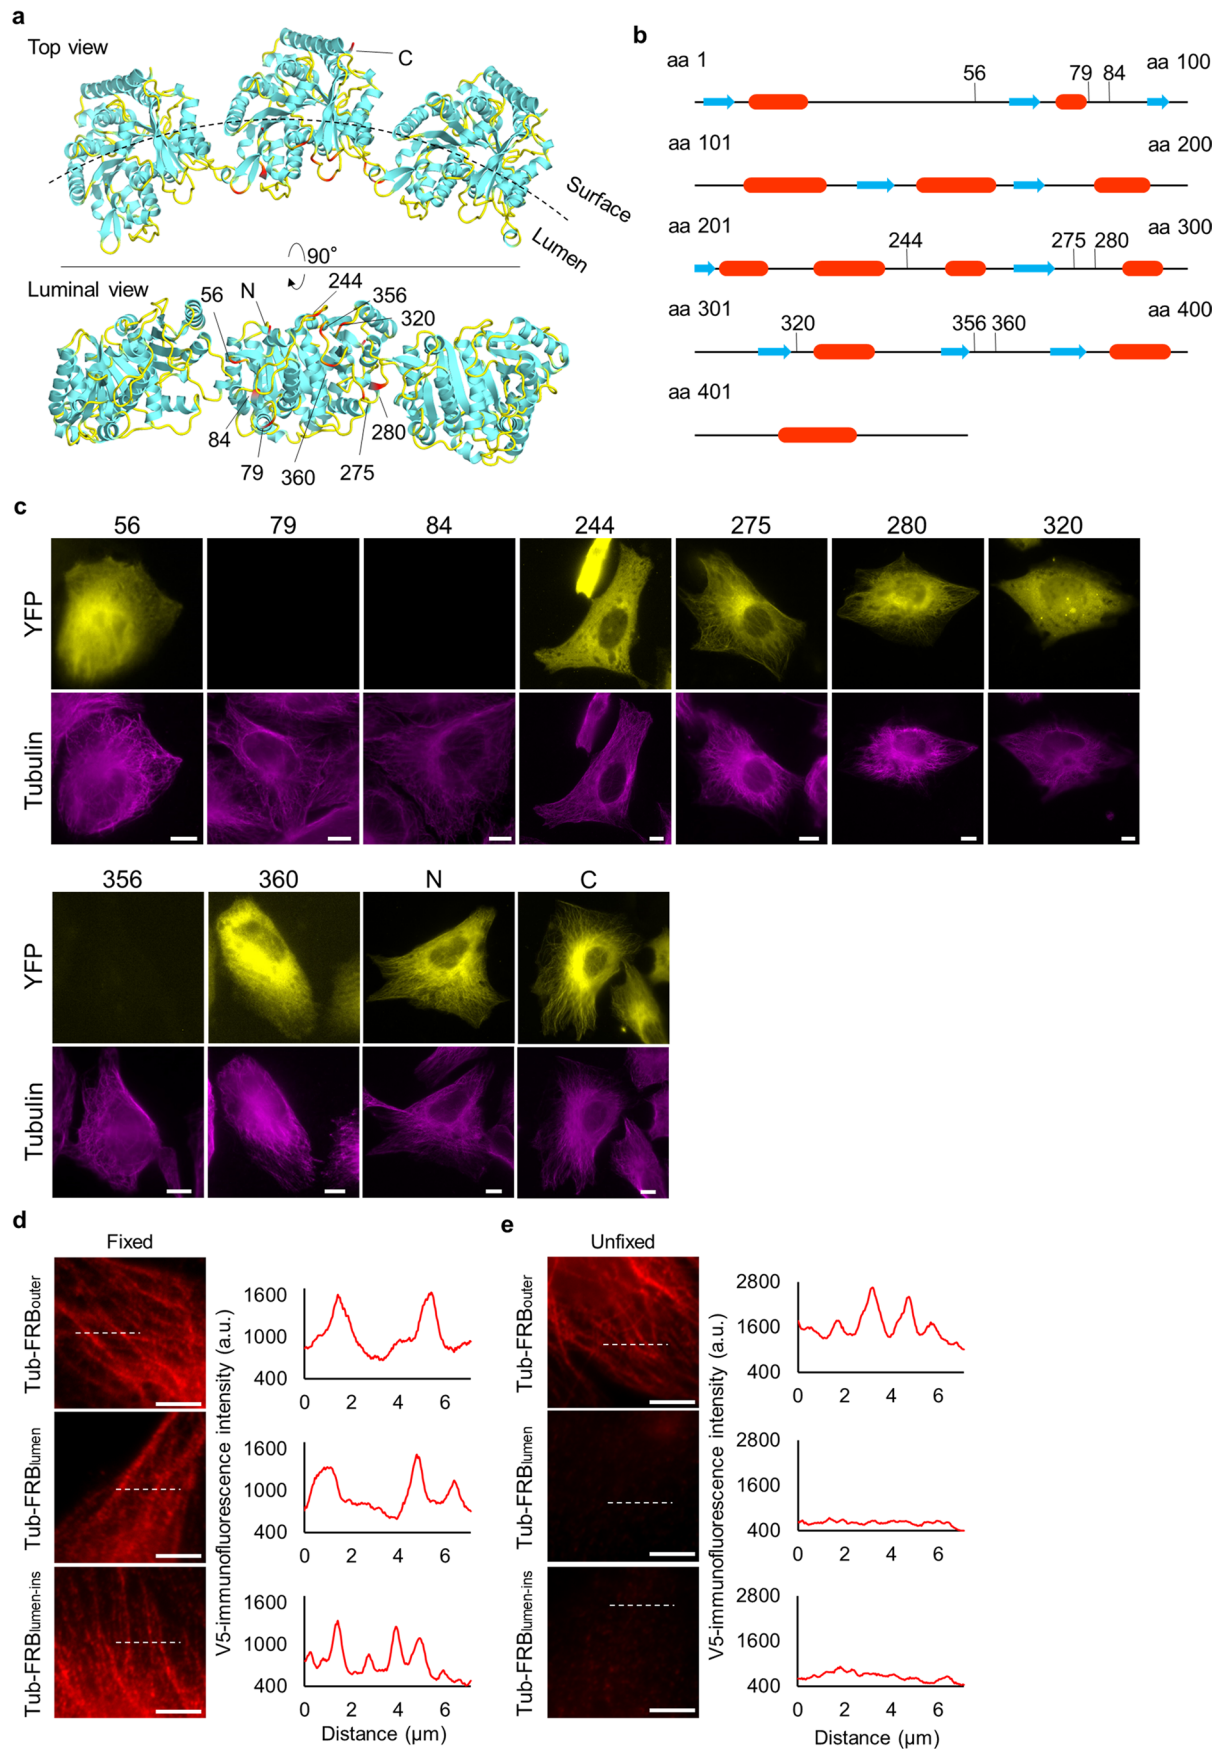 a
Top view
C
Surface
Lumen
90°
Luminal view
56
N
244
356
320
84
79
360
275
280
b
aa 1
56
79
84
aa 100
aa 101
aa 200
aa 201
244
275
280
aa 300
aa 301
320
356
360
aa 400
aa 401
c
56
79
84
244
275
280
320
YFP
Tubulin
356
360
N
C
YFP
Tubulin
d
Fixed
Tub-FRBouter
Tub-FRBlumen
Tub-FRBlumen-ins
V5-immunofluorescence intensity (a.u.)
1600
1000
400
0 2 4 6
1600
1000
400
0 2 4 6
1600
1000
400
0 2 4 6
Distance (µm)
e
Unfixed
Tub-FRBouter
Tub-FRBlumen
Tub-FRBlumen-ins
V5-immunofluorescence intensity (a.u.)
2800
1600
400
0 2 4 6
2800
1600
400
0 2 4 6
2800
1600
400
0 2 4 6
Distance (µm)